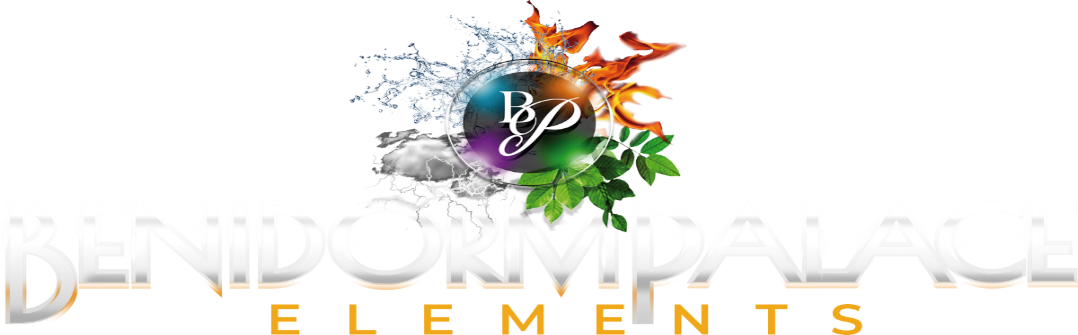 BP
BENIDORM PALACE
ELEMENTS